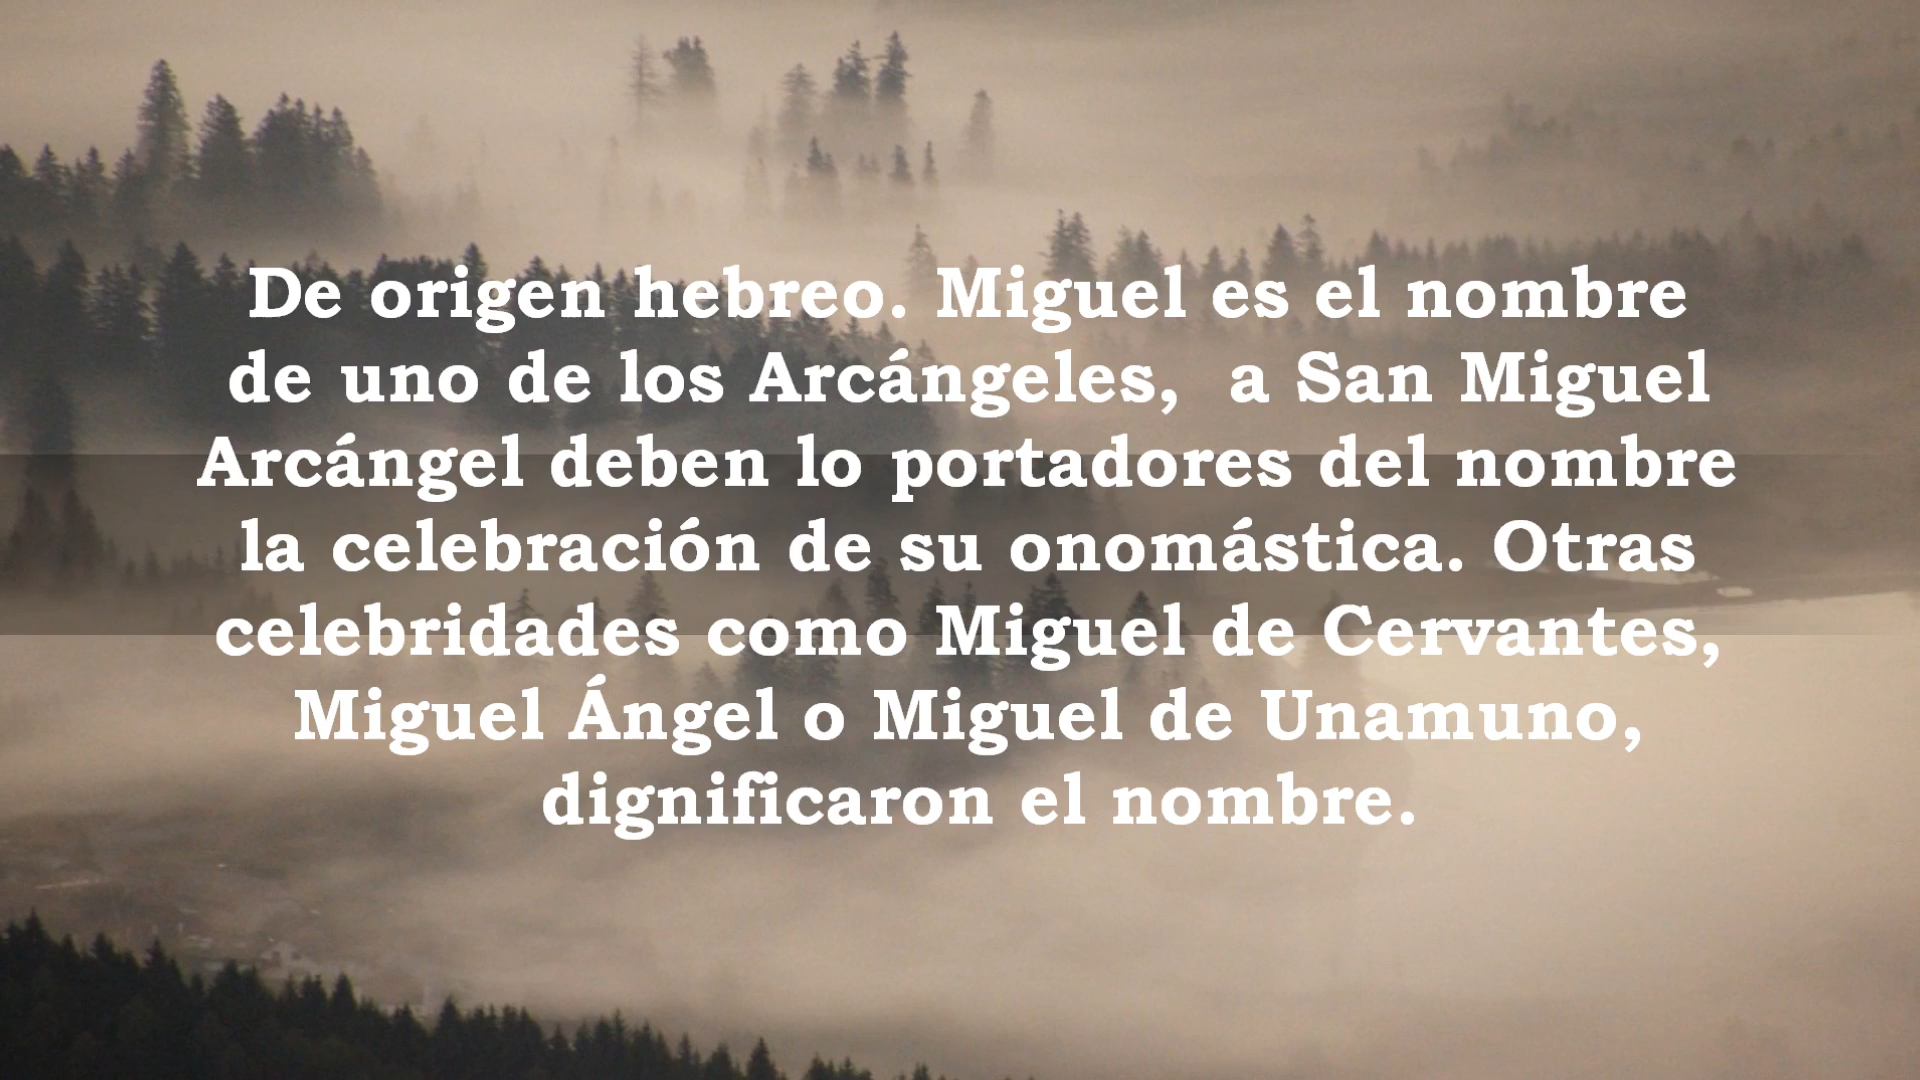 De origen hebreo. Miguel es el nombre
de uno de los Arcángeles,  a San Miguel
Arcángel deben lo portadores del nombre
la celebración de su onomástica. Otras
celebridades como Miguel de Cervantes,
Miguel Ángel o Miguel de Unamuno,
dignificaron el nombre.